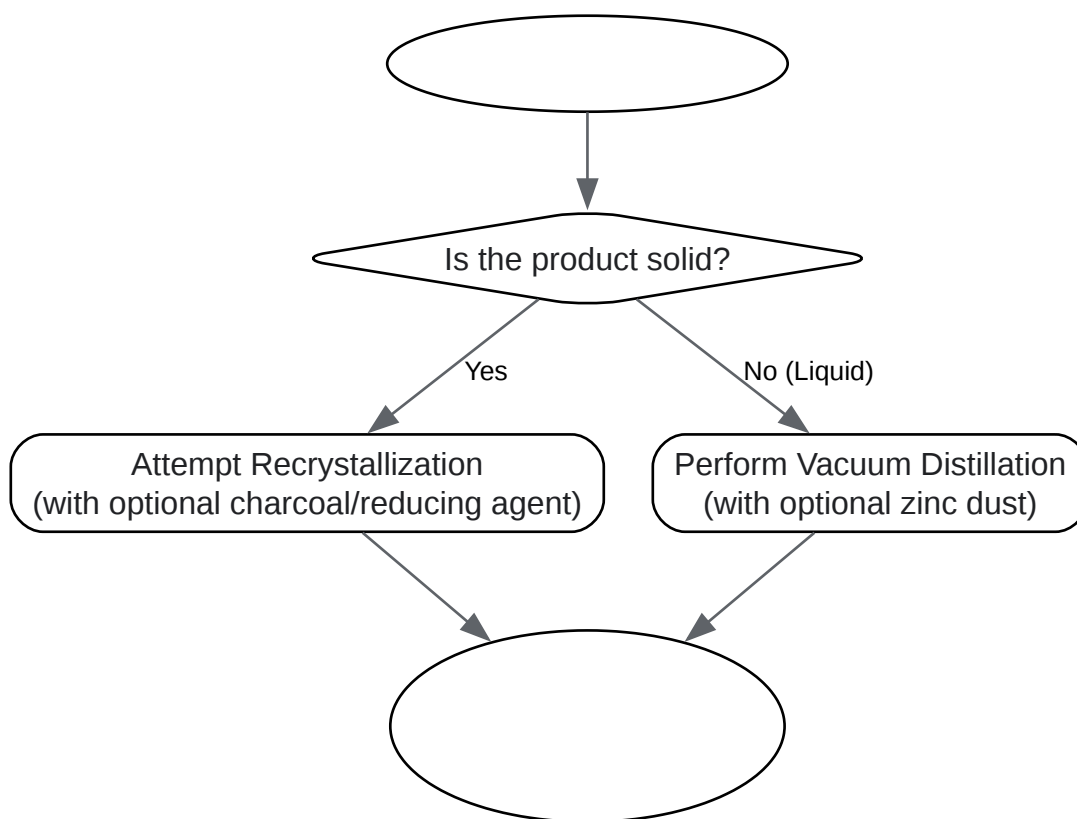 Is the product solid?
Yes
No (Liquid)
Attempt Recrystallization
(with optional charcoal/reducing agent)
Perform Vacuum Distillation
(with optional zinc dust)